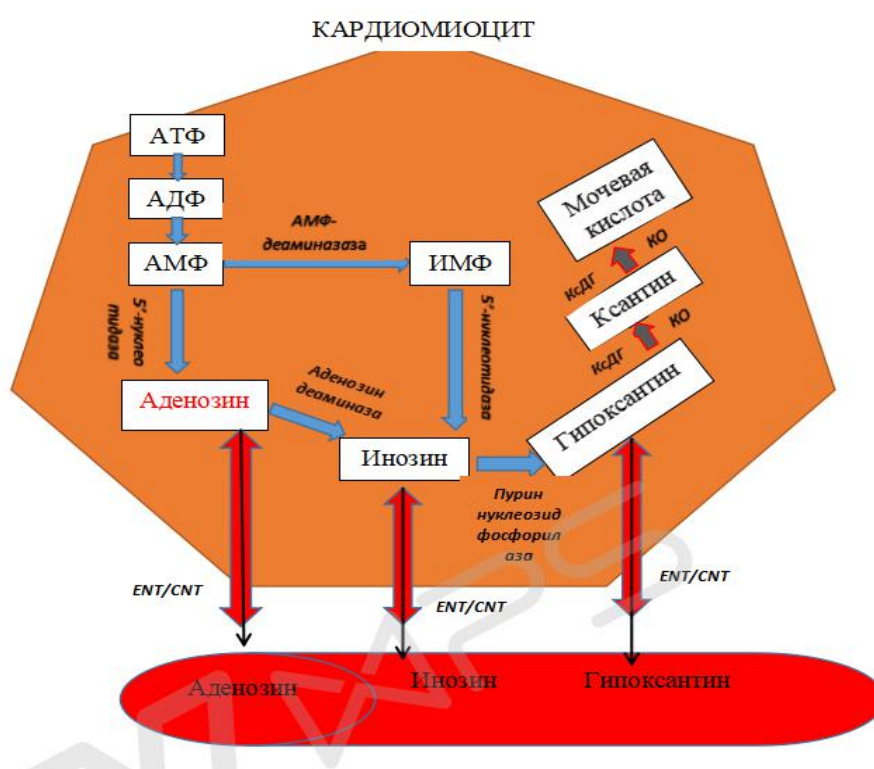 КАРДИОМИОЦИТ
АТФ
АДФ
АМФ
АМФ-
деаминазаза
ИМФ
5'-нуклео
тидаза
5'-нуклеотидаза
Аденозин
Аденозин
деаминаза
Инозин
Пурин
нуклеозид
фосфорил
аза
Гипоксантин
КсДГ
КО
Ксантин
КсДГ
КО
Мочевая
кислота
ENT/CNT
ENT/CNT
ENT/CNT
Аденозин
Инозин
Гипоксантин